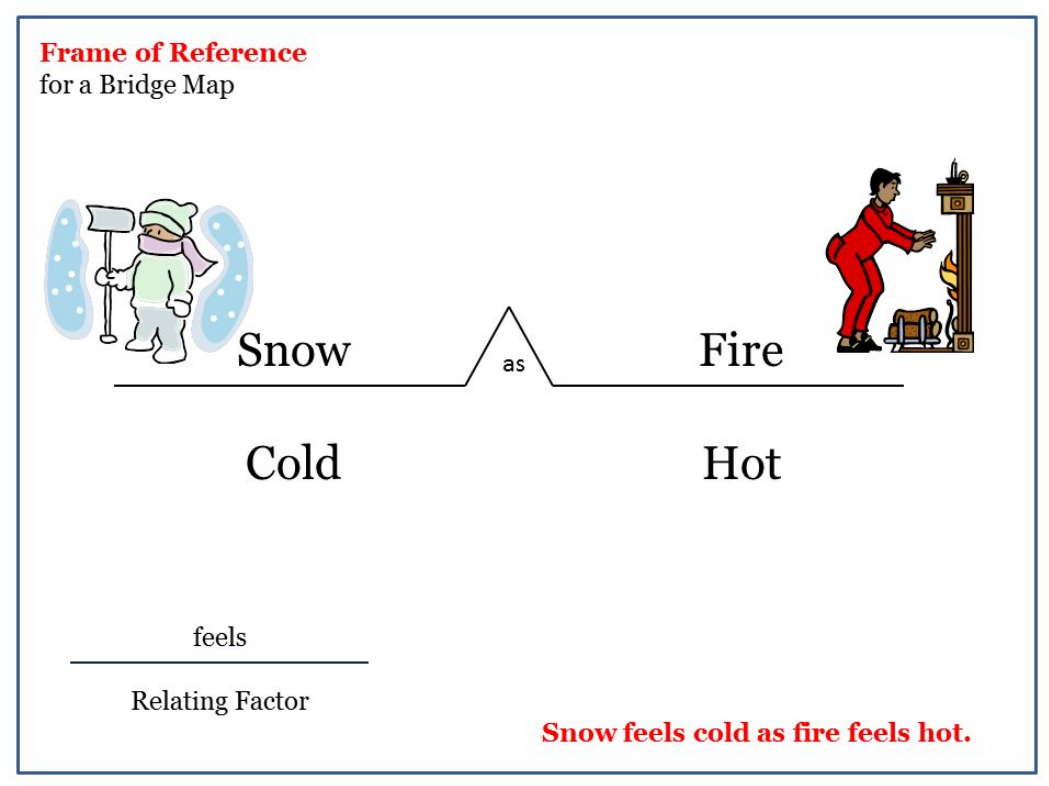 Frame of Reference
for a Bridge Map
Snow as Fire
Cold Hot
feels
Relating Factor
Snow feels cold as fire feels hot.